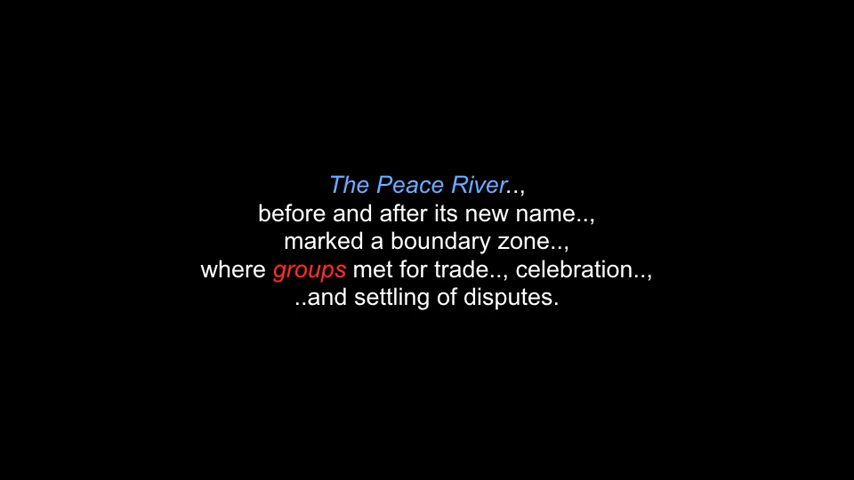 The Peace River..,
before and after its new name..,
marked a boundary zone..,
where groups met for trade.., celebration..,
..and settling of disputes.